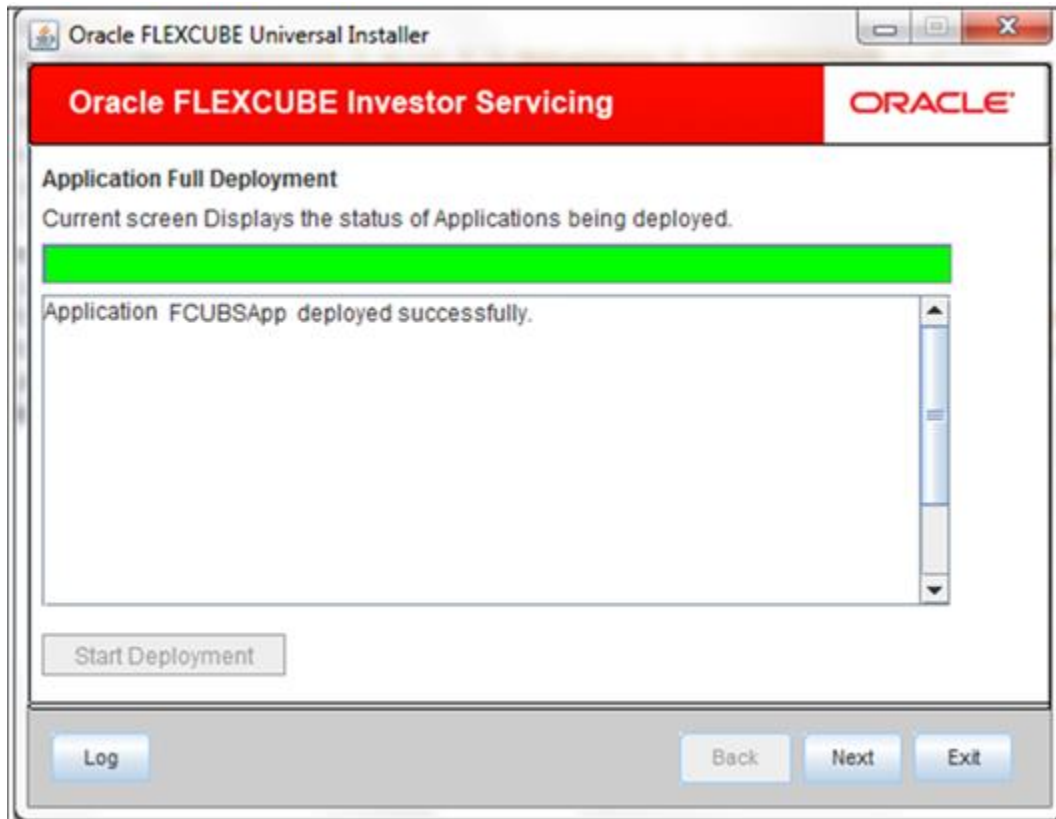 Oracle FLEXCUBE Universal Installer
Oracle FLEXCUBE Investor Servicing
ORACLE
Application Full Deployment
Current screen Displays the status of Applications being deployed.
Application FCUBSApp deployed successfully.
Start Deployment
Log
Back
Next
Exit